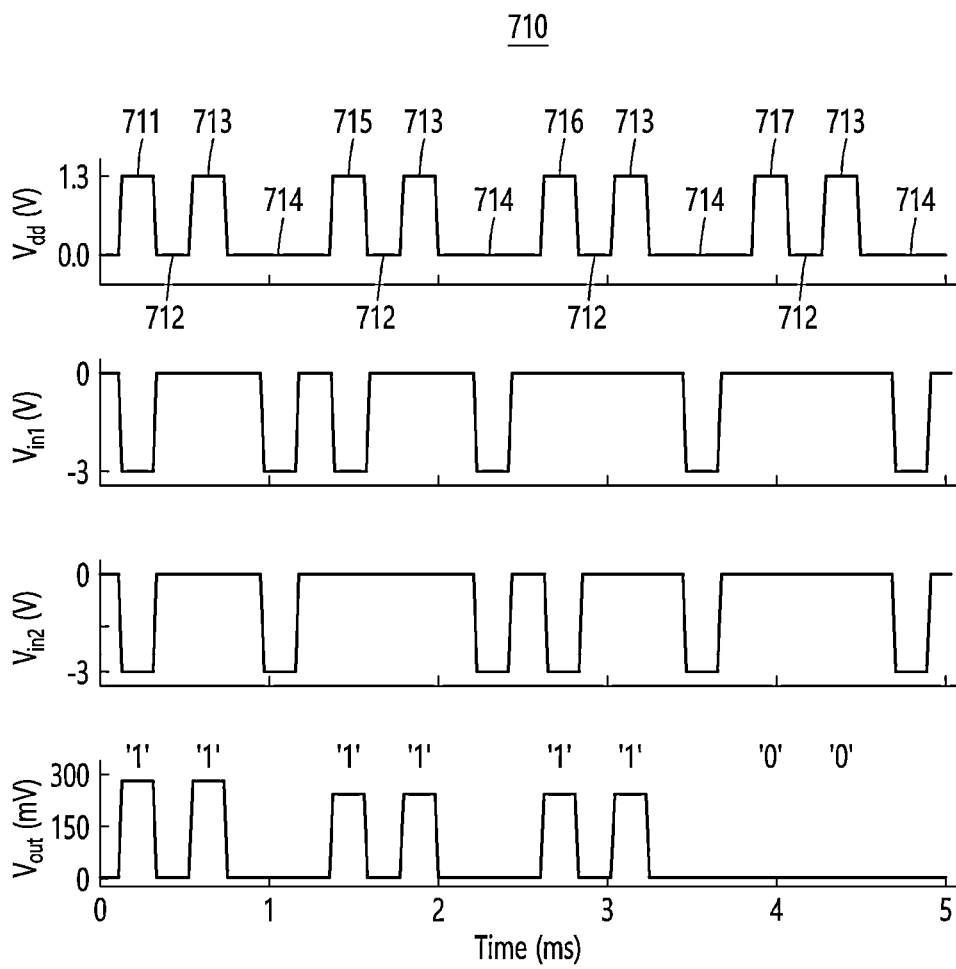 710
711 713 715 713 716 713 717 713
1.3
714 714 714 714
V_dd (V)
0.0
712 712 712 712
0
V_in1 (V)
-3
0
V_in2 (V)
-3
'1' '1' '1' '1' '1' '1' '0' '0'
300
V_out (mV)
150
0
0 1 2 3 4 5
Time (ms)